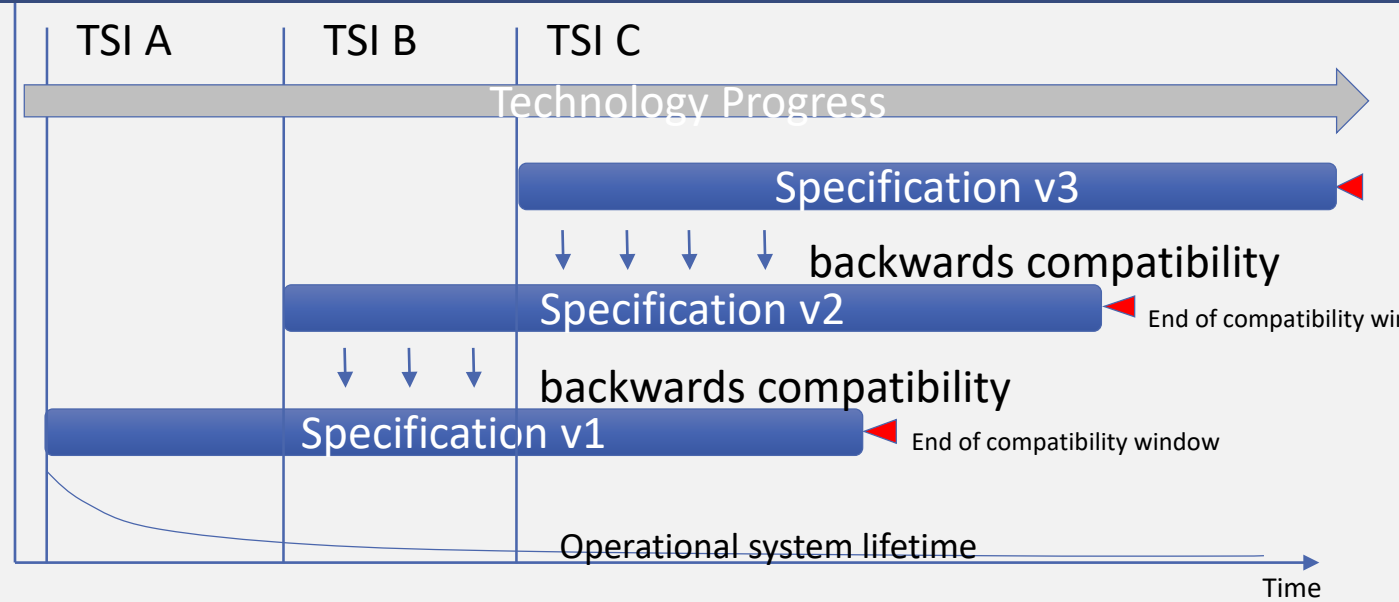 TSI A
TSI B
TSI C
Technology Progress
Specification v3
backwards compatibility
Specification v2
End of compatibility
backwards compatibility
Specification v1
End of compatibility window
Operational system lifetime
Time